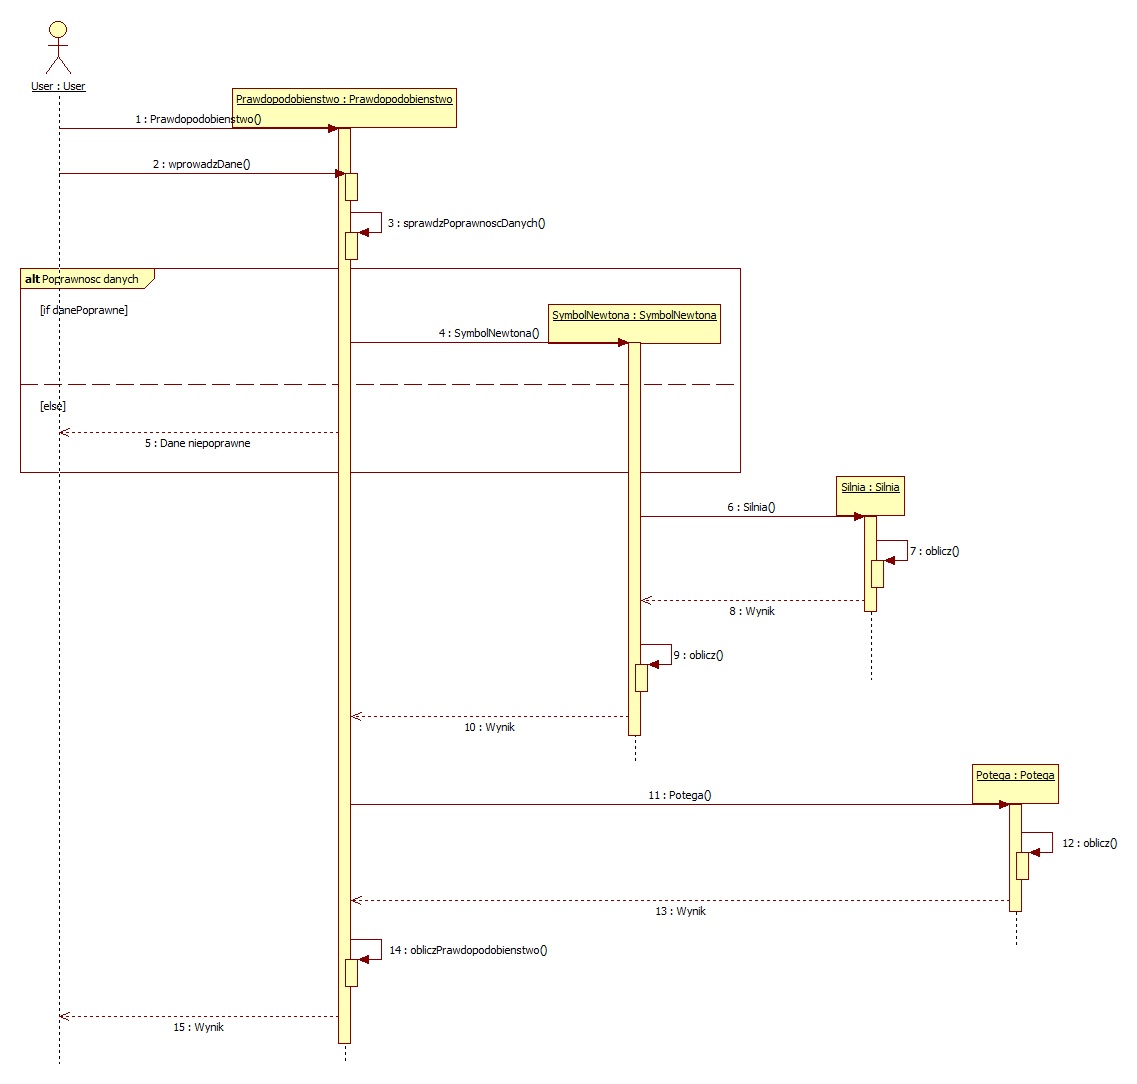 User : User
Prawdopodobienstwo : Prawdopodobienstwo
1 : Prawdopodobienstwo()
2 : wprowadzDane()
3 : sprawdzPoprawnoscDanych()
alt Poprawnosc danych
[if danePoprawne]
SymbolNewtona : SymbolNewtona
4 : SymbolNewtona()
[else]
5 : Dane niepoprawne
Silnia : Silnia
6 : Silnia()
7 : oblicz()
8 : Wynik
9 : oblicz()
10 : Wynik
Potega : Potega
11 : Potega()
12 : oblicz()
13 : Wynik
14 : obliczPrawdopodobienstwo()
15 : Wynik